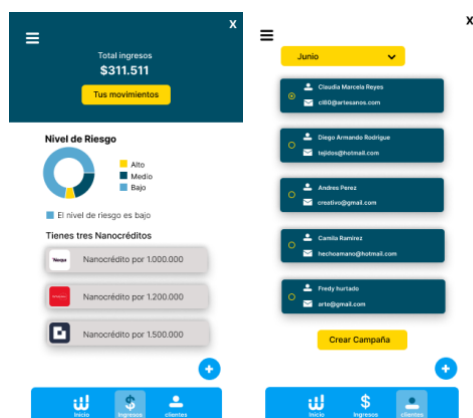 X
Total ingresos
$311.511
Tus movimientos
Nivel de Riesgo
Alto
Medio
Bajo
El nivel de riesgo es bajo
Tienes tres Nanocréditos
Nanocrédito por 1.000.000
Nanocrédito por 1.200.000
Nanocrédito por 1.500.000
+
Inicio
Ingresos
clientes
X
Junio
Claudia Marcela Reyes
cl80@artesanos.com
Diego Armando Rodrigue
tejidos@hotmail.com
Andres Perez
creativo@gmail.com
Camila Ramirez
hechoamano@hotmail.com
Fredy hurtado
arte@gmail.com
Crear Campaña
+
Inicio
Ingresos
clientes